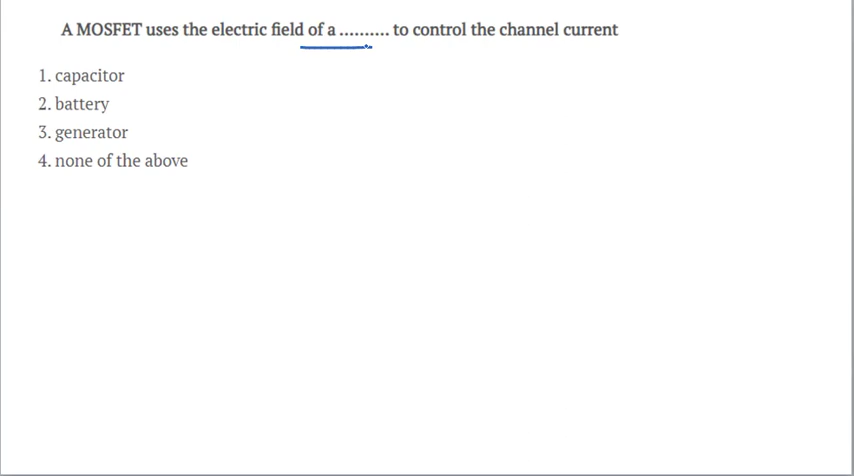 A MOSFET uses the electric field of a .......... to control the channel current
1. capacitor
2. battery
3. generator
4. none of the above